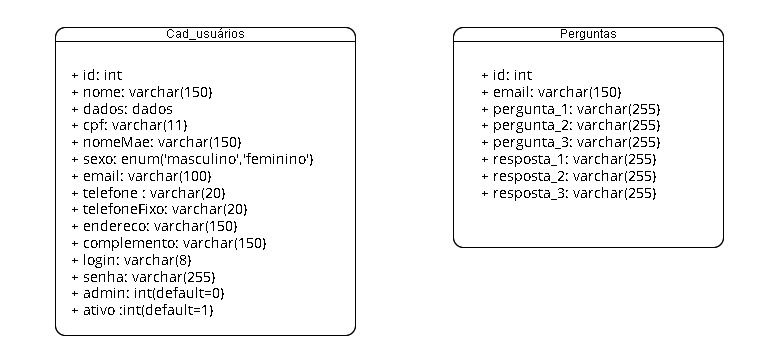 Cad_usuários
+ id: int
+ nome: varchar(150}
+ dados: dados
+ cpf: varchar(11}
+ nomeMae: varchar(150}
+ sexo: enum('masculino','feminino'}
+ email: varchar(100}
+ telefone : varchar(20}
+ telefoneFixo: varchar(20}
+ endereco: varchar(150}
+ complemento: varchar(150}
+ login: varchar(8}
+ senha: varchar(255}
+ admin: int(default=0}
+ ativo :int(default=1}
Perguntas
+ id: int
+ email: varchar(150}
+ pergunta_1: varchar(255}
+ pergunta_2: varchar(255}
+ pergunta_3: varchar(255}
+ resposta_1: varchar(255}
+ resposta_2: varchar(255}
+ resposta_3: varchar(255}